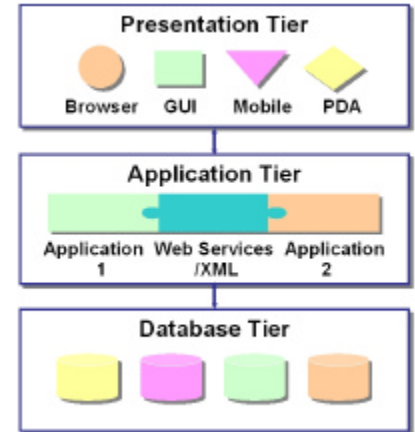 Presentation Tier
Browser GUI Mobile PDA
Application Tier
Application Web Services Application
1 /XML 2
Database Tier